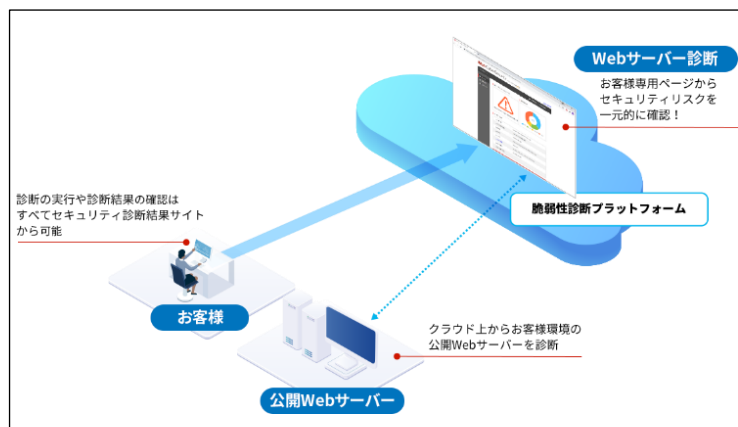 Webサーバー診断
お客様専用ページから
セキュリティリスクを
一元的に確認！
脆弱性診断プラットフォーム
診断の実行や診断結果の確認は
すべてセキュリティ診断結果サイト
から可能
お客様
クラウド上からお客様環境の
公開Webサーバーを診断
公開Webサーバー